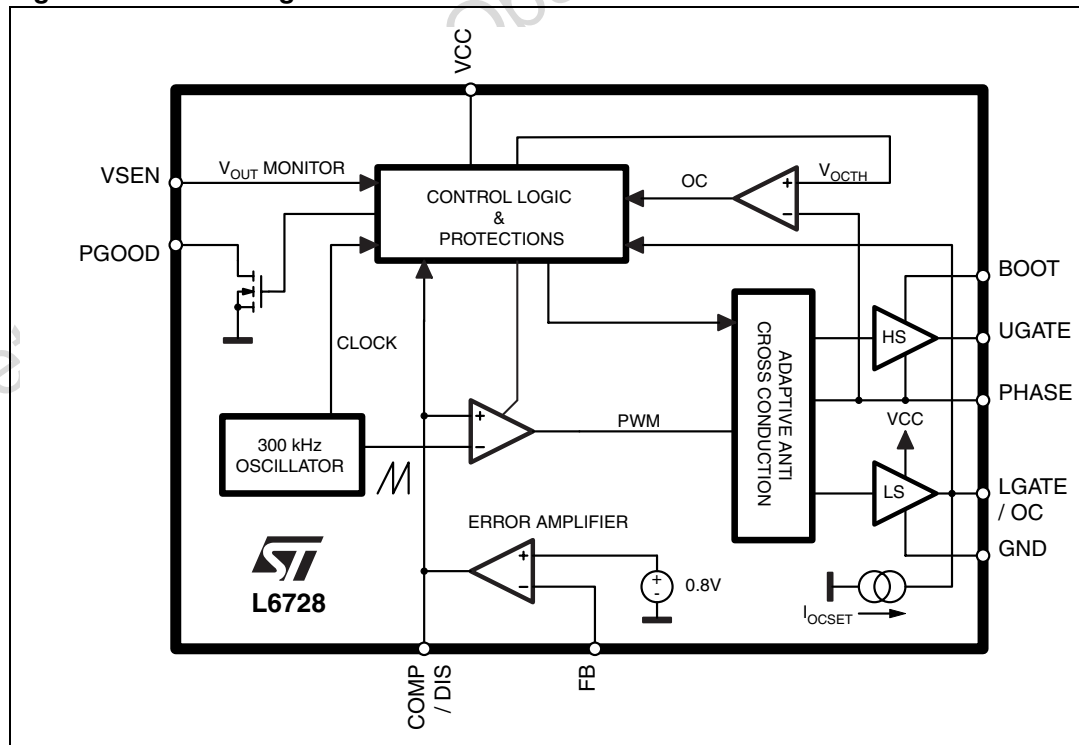 VCC
VSEN
VOUT MONITOR
PGOOD
CONTROL LOGIC
&
PROTECTIONS
OC
VOCTH
+
−
BOOT
HS
UGATE
PHASE
ADAPTIVE ANTI
CROSS CONDUCTION
CLOCK
300 kHz
OSCILLATOR
+
−
PWM
VCC
LS
LGATE
/ OC
GND
ERROR AMPLIFIER
+
−
+
-
0.8V
IOCSET
ST
L6728
COMP
/ DIS
FB